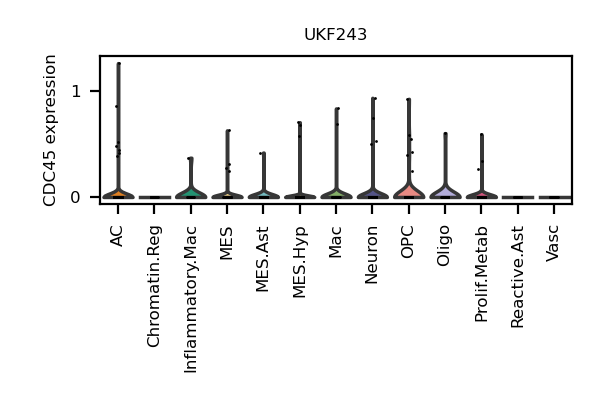 UKF243
CDC45 expression
1
0
AC
Chromatin.Reg
Inflammatory.Mac
MES
MES.Ast
MES.Hyp
Mac
Neuron
OPC
Oligo
Prolif.Metab
Reactive.Ast
Vasc